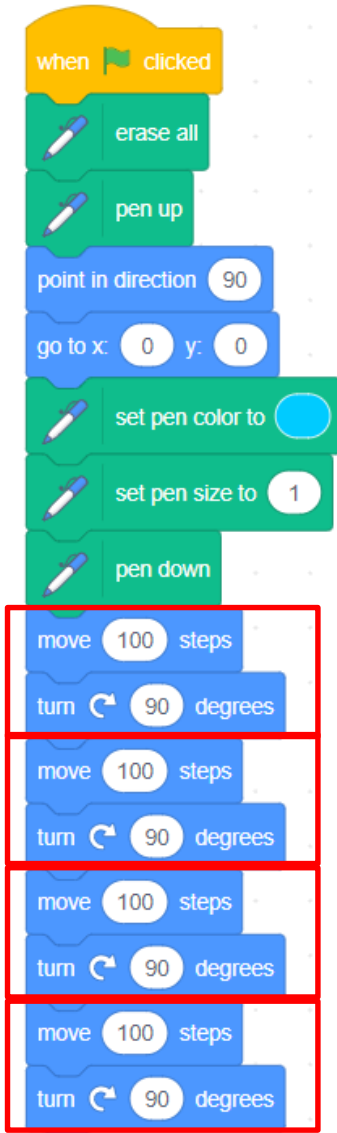 when clicked
erase all
pen up
point in direction 90
go to x: 0 y: 0
set pen color to
set pen size to 1
pen down
move 100 steps
turn 90 degrees
move 100 steps
turn 90 degrees
move 100 steps
turn 90 degrees
move 100 steps
turn 90 degrees